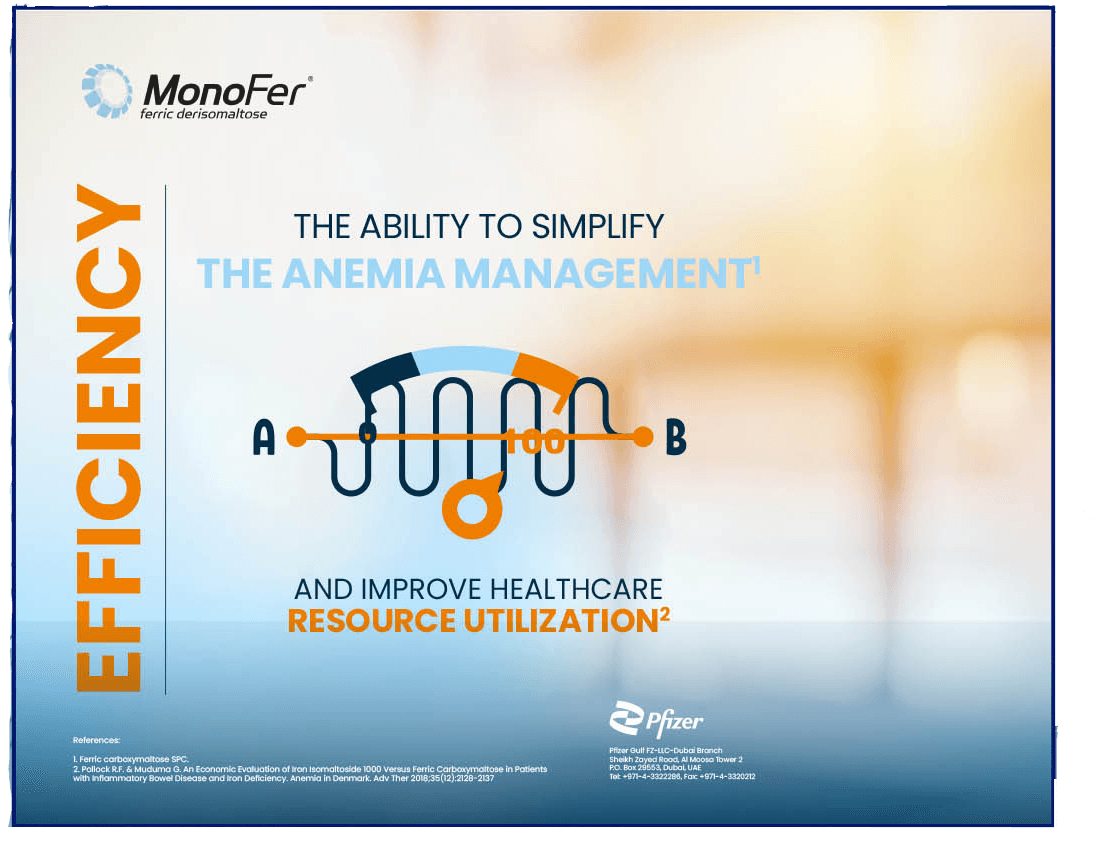 MonoFer®
ferric derisomaltose
EFFICIENCY
THE ABILITY TO SIMPLIFY
THE ANEMIA MANAGEMENT¹
A
0
100
B
AND IMPROVE HEALTHCARE
RESOURCE UTILIZATION²
References:
1. Ferric carboxymaltose SPC.
2. Pollock R.F. & Muduma G. An Economic Evaluation of Iron Isomaltoside 1000 Versus Ferric Carboxymaltose in Patients
with Inflammatory Bowel Disease and Iron Deficiency. Anemia in Denmark. Adv Ther 2018;35(12):2128-2137
Pfizer
Pfizer Gulf FZ-LLC-Dubai Branch
Sheikh Zayed Road, Al Moosa Tower 2
P.O. Box 29553, Dubai, UAE
Tel: +971-4-3322286, Fax: +971-4-3320212